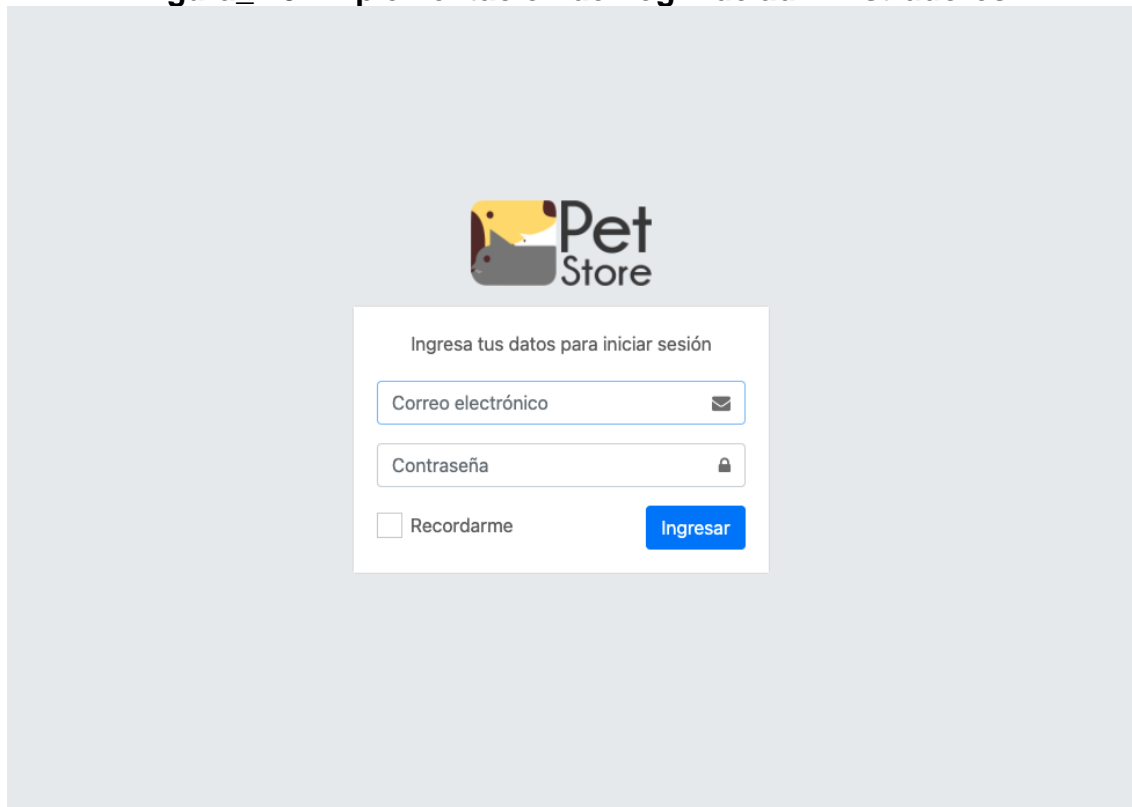 Pet
Store
Ingresa tus datos para iniciar sesión
Correo electrónico
Contraseña
Recordarme
Ingresar